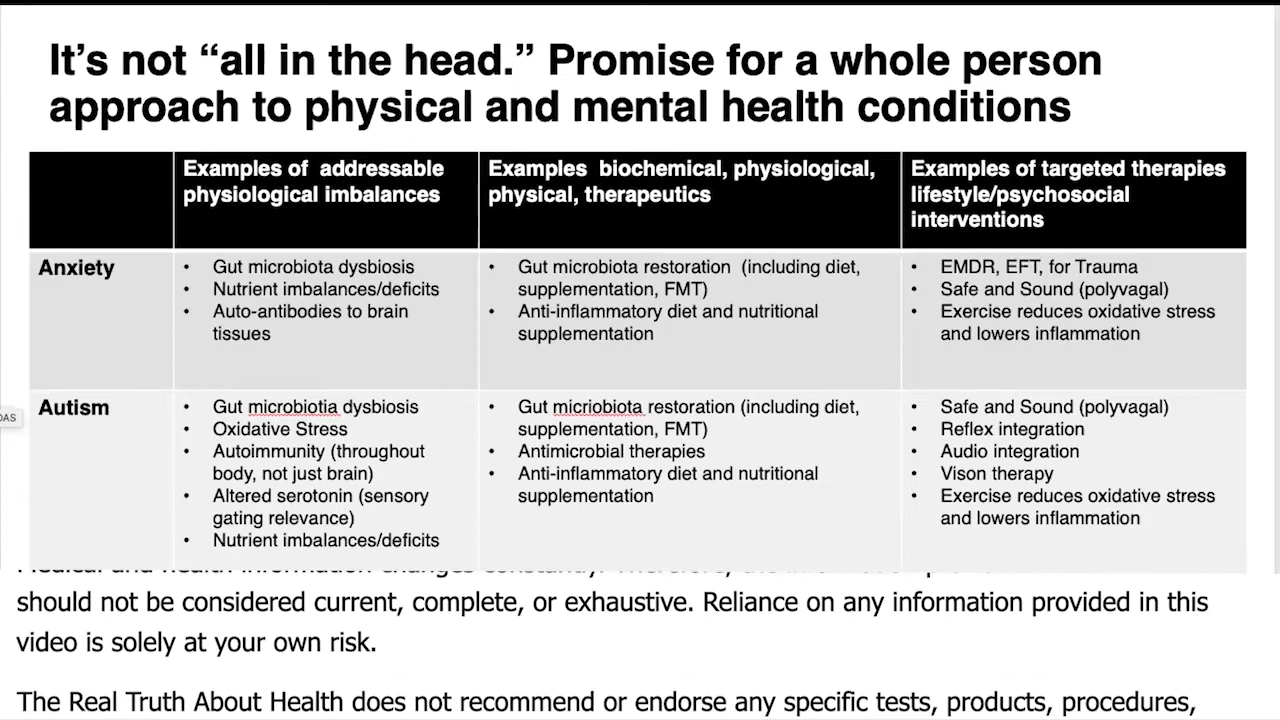 It's not “all in the head.” Promise for a whole person
approach to physical and mental health conditions
Examples of addressable
physiological imbalances
Examples biochemical, physiological,
physical, therapeutics
Examples of targeted therapies
lifestyle/psychosocial
interventions
Anxiety
• Gut microbiota dysbiosis
• Nutrient imbalances/deficits
• Auto-antibodies to brain
tissues
• Gut microbiota restoration (including diet,
supplementation, FMT)
• Anti-inflammatory diet and nutritional
supplementation
• EMDR, EFT, for Trauma
• Safe and Sound (polyvagal)
• Exercise reduces oxidative stress
and lowers inflammation
Autism
• Gut microbiotia dysbiosis
• Oxidative Stress
• Autoimmunity (throughout
body, not just brain)
• Altered serotonin (sensory
gating relevance)
• Nutrient imbalances/deficits
• Gut micriobiota restoration (including diet,
supplementation, FMT)
• Antimicrobial therapies
• Anti-inflammatory diet and nutritional
supplementation
• Safe and Sound (polyvagal)
• Reflex integration
• Audio integration
• Vison therapy
• Exercise reduces oxidative stress
and lowers inflammation
DAS
should not be considered current, complete, or exhaustive. Reliance on any information provided in this
video is solely at your own risk.
The Real Truth About Health does not recommend or endorse any specific tests, products, procedures,